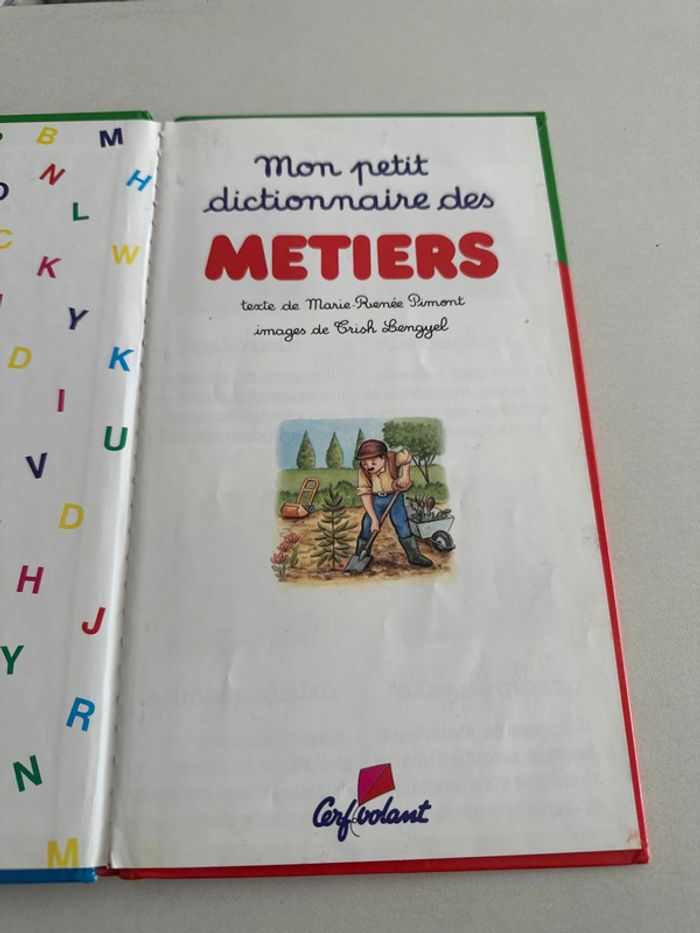 B M
N H
L
C W
K
Y
D K
I
U
V
D
H
J
Y
R
N
M
Mon petit
dictionnaire des
METIERS
texte de Marie-Renée Pimont
images de Trish Lengyel
Cerf volant